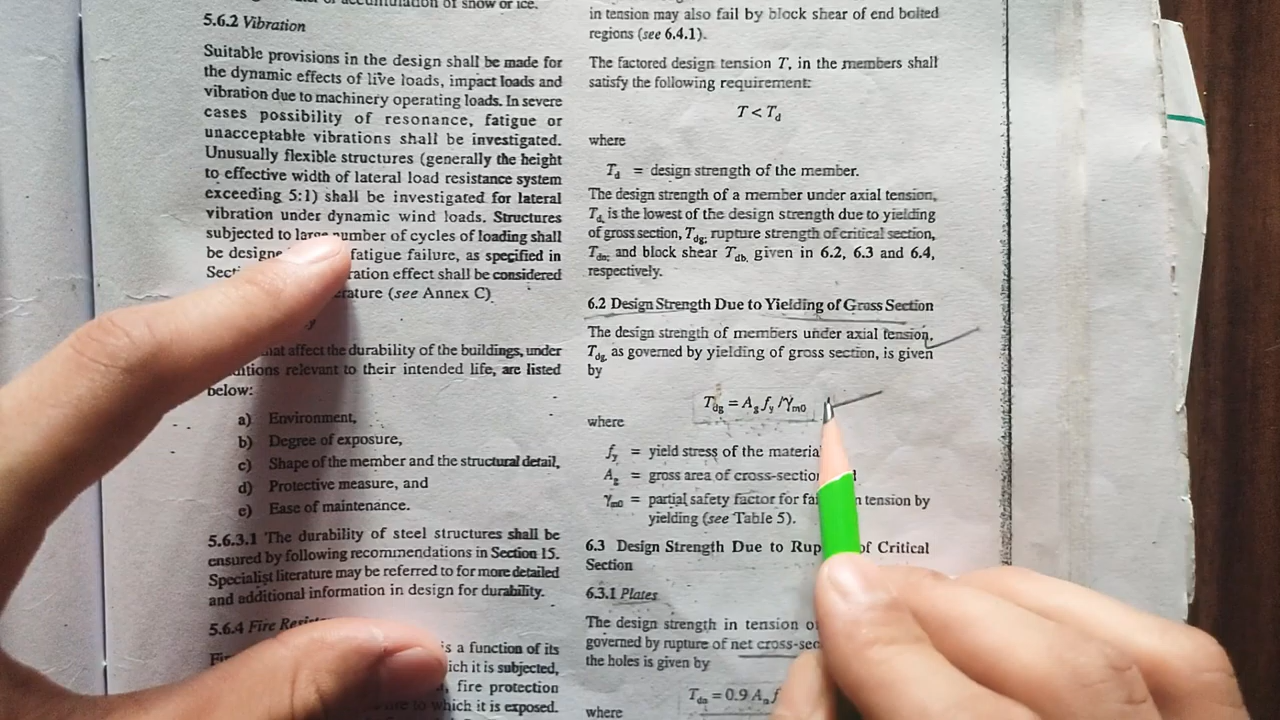 of snow or ice.
5.6.2 Vibration
Suitable provisions in the design shall be made for
the dynamic effects of live loads, impact loads and
vibration due to machinery operating loads. In severe
cases possibility of resonance, fatigue or
unacceptable vibrations shall be investigated.
Unusually flexible structures (generally the height
to effective width of lateral load resistance system
exceeding 5:1) shall be investigated for lateral
vibration under dynamic wind loads. Structures
subjected to large number of cycles of loading shall
be designe fatigue failure, as specified in
Secti ration effect shall be considered
erature (see Annex C)
y
hat affect the durability of the buildings, under
ditions relevant to their intended life, are listed
below:
a) Environment,
b) Degree of exposure,
c) Shape of the member and the structural detail,
d) Protective measure, and
e) Ease of maintenance.
5.6.3.1 The durability of steel structures shall be
ensured by following recommendations in Section 15.
Specialist literature may be referred to for more detailed
and additional information in design for durability.
5.6.4 Fire
is a function of its
ich it is subjected,
, fire protection
to which it is exposed.
in tension may also fail by block shear of end bolted
regions (see 6.4.1).
The factored design tension T, in the members shall
satisfy the following requirement:
T < Td
where
Td = design strength of the member.
The design strength of a member under axial tension,
Td, is the lowest of the design strength due to yielding
of gross section, Tdg; rupture strength of critical section,
Tdn; and block shear Tdb, given in 6.2, 6.3 and 6.4,
respectively.
6.2 Design Strength Due to Yielding of Gross Section
The design strength of members under axial tension,
Tdg, as governed by yielding of gross section, is given
by
Tdg = Ag fy /γm0
where
fy = yield stress of the materia
Ag = gross area of cross-sectio
γm0 = partial safety factor for fai n tension by
yielding (see Table 5).
6.3 Design Strength Due to Rup of Critical
Section
6.3.1 Plates
The design strength in tension o
governed by rupture of net cross-sec
the holes is given by
Tdn = 0.9 An f
where